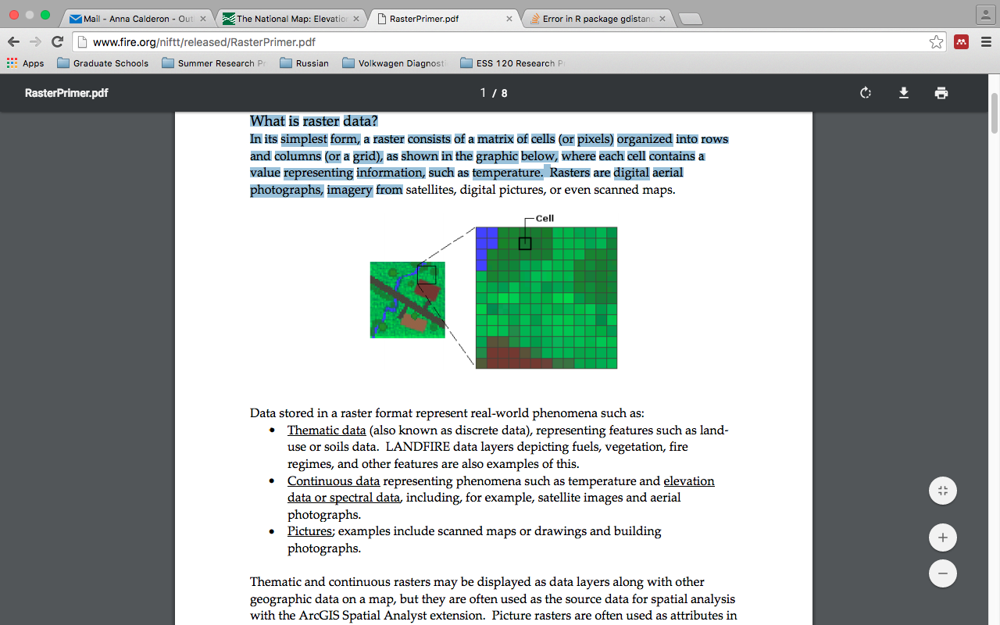 Mail - Anna Calderon - Out
The National Map: Elevation
RasterPrimer.pdf
Error in R package gdistanc
www.fire.org/niftt/released/RasterPrimer.pdf
Apps
Graduate Schools
Summer Research Pr
Russian
Volkwagen Diagnost
ESS 120 Research P
RasterPrimer.pdf
1 / 8
What is raster data?
In its simplest form, a raster consists of a matrix of cells (or pixels) organized into rows
and columns (or a grid), as shown in the graphic below, where each cell contains a
value representing information, such as temperature. Rasters are digital aerial
photographs, imagery from satellites, digital pictures, or even scanned maps.
Cell
Data stored in a raster format represent real-world phenomena such as:
• Thematic data (also known as discrete data), representing features such as land-
use or soils data. LANDFIRE data layers depicting fuels, vegetation, fire
regimes, and other features are also examples of this.
• Continuous data representing phenomena such as temperature and elevation
data or spectral data, including, for example, satellite images and aerial
photographs.
• Pictures; examples include scanned maps or drawings and building
photographs.
Thematic and continuous rasters may be displayed as data layers along with other
geographic data on a map, but they are often used as the source data for spatial analysis
with the ArcGIS Spatial Analyst extension. Picture rasters are often used as attributes in